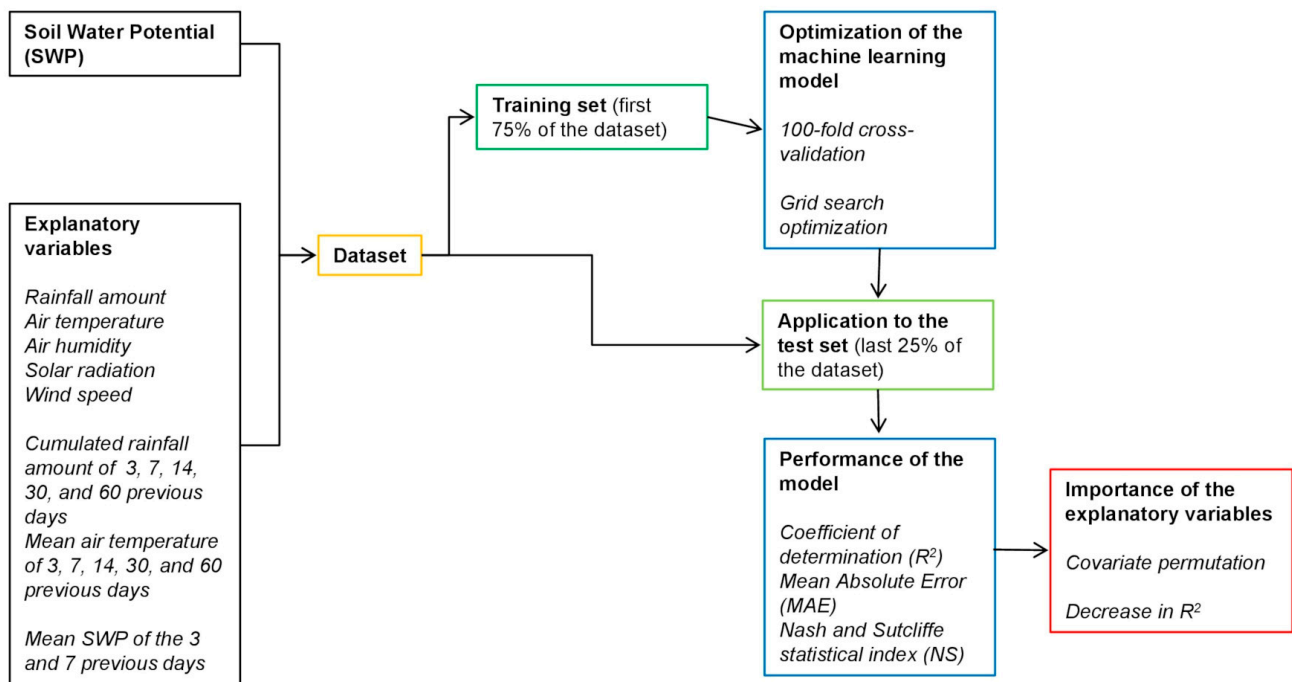 Soil Water Potential
(SWP)
Explanatory
variables
Rainfall amount
Air temperature
Air humidity
Solar radiation
Wind speed
Cumulated rainfall
amount of 3, 7, 14,
30, and 60 previous
days
Mean air temperature
of 3, 7, 14, 30, and 60
previous days
Mean SWP of the 3
and 7 previous days
Dataset
Training set (first
75% of the dataset)
Optimization of the
machine learning
model
100-fold cross-
validation
Grid search
optimization
Application to the
test set (last 25% of
the dataset)
Performance of the
model
Coefficient of
determination (R²)
Mean Absolute Error
(MAE)
Nash and Sutcliffe
statistical index (NS)
Importance of the
explanatory variables
Covariate permutation
Decrease in R²